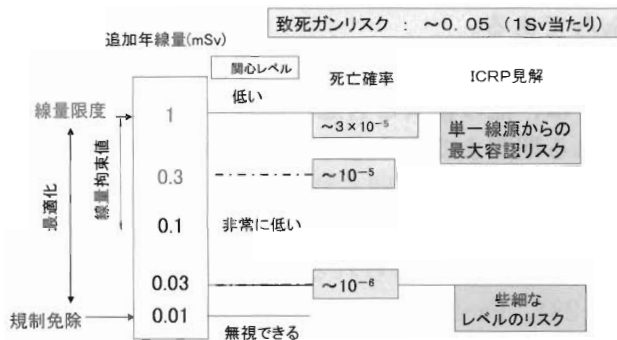 致死ガンリスク : ～0.05 (1Sv当たり)
追加年線量(mSv)
関心レベル
死亡確率
ICRP見解
低い
線量限度
1
～3×10⁻⁵
単一線源からの
最大容認リスク
最適化
線量拘束値
0.3
～10⁻⁵
0.1
非常に低い
0.03
～10⁻⁶
規制免除
0.01
些細な
レベルのリスク
無視できる